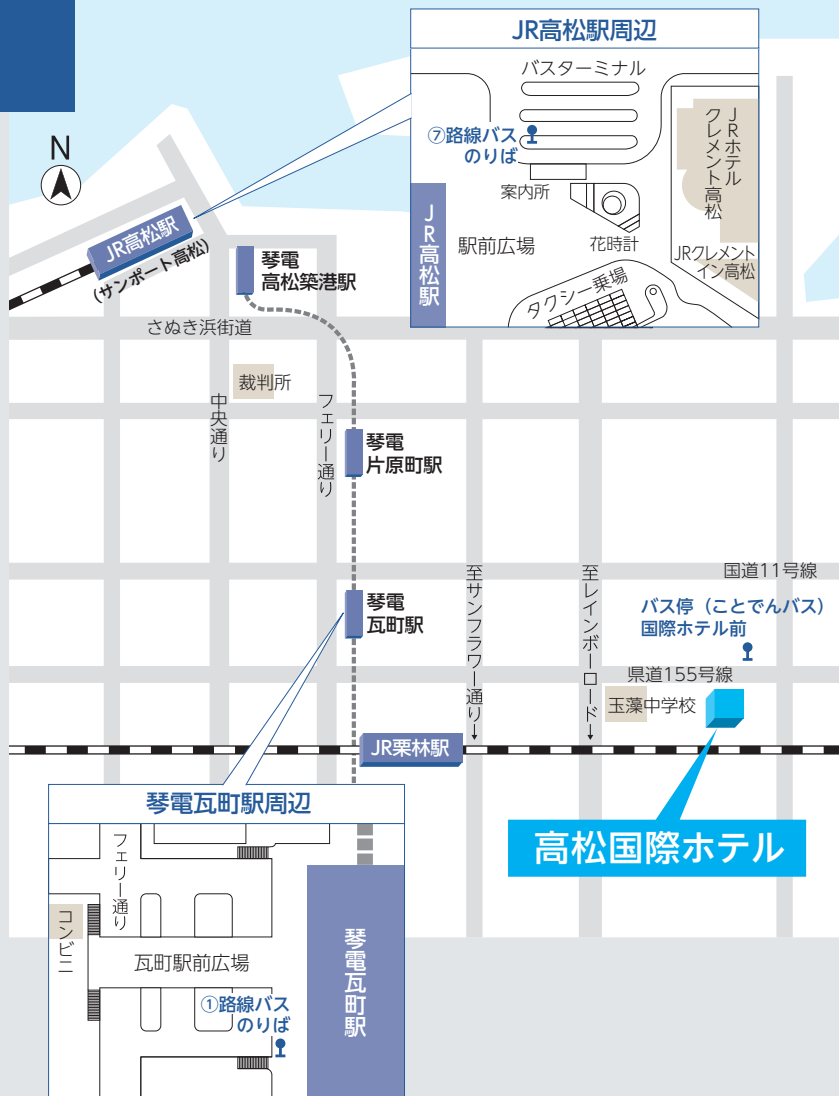 JR高松駅周辺
バスターミナル
⑦路線バス
のりば
JRホテル
クレメント高松
案内所
JR高松駅
駅前広場
花時計
JRクレメント
イン高松
タクシー乗場
N
JR高松駅
(サンポート高松)
琴電
高松築港駅
さぬき浜街道
裁判所
中央通り
フェリー通り
琴電
片原町駅
国道11号線
至サンフラワー通り→
至レインボーロード→
琴電
瓦町駅
バス停（ことでんバス）
国際ホテル前
県道155号線
玉藻中学校
JR栗林駅
高松国際ホテル
琴電瓦町駅周辺
フェリー通り
コンビニ
瓦町駅前広場
琴電瓦町駅
①路線バス
のりば